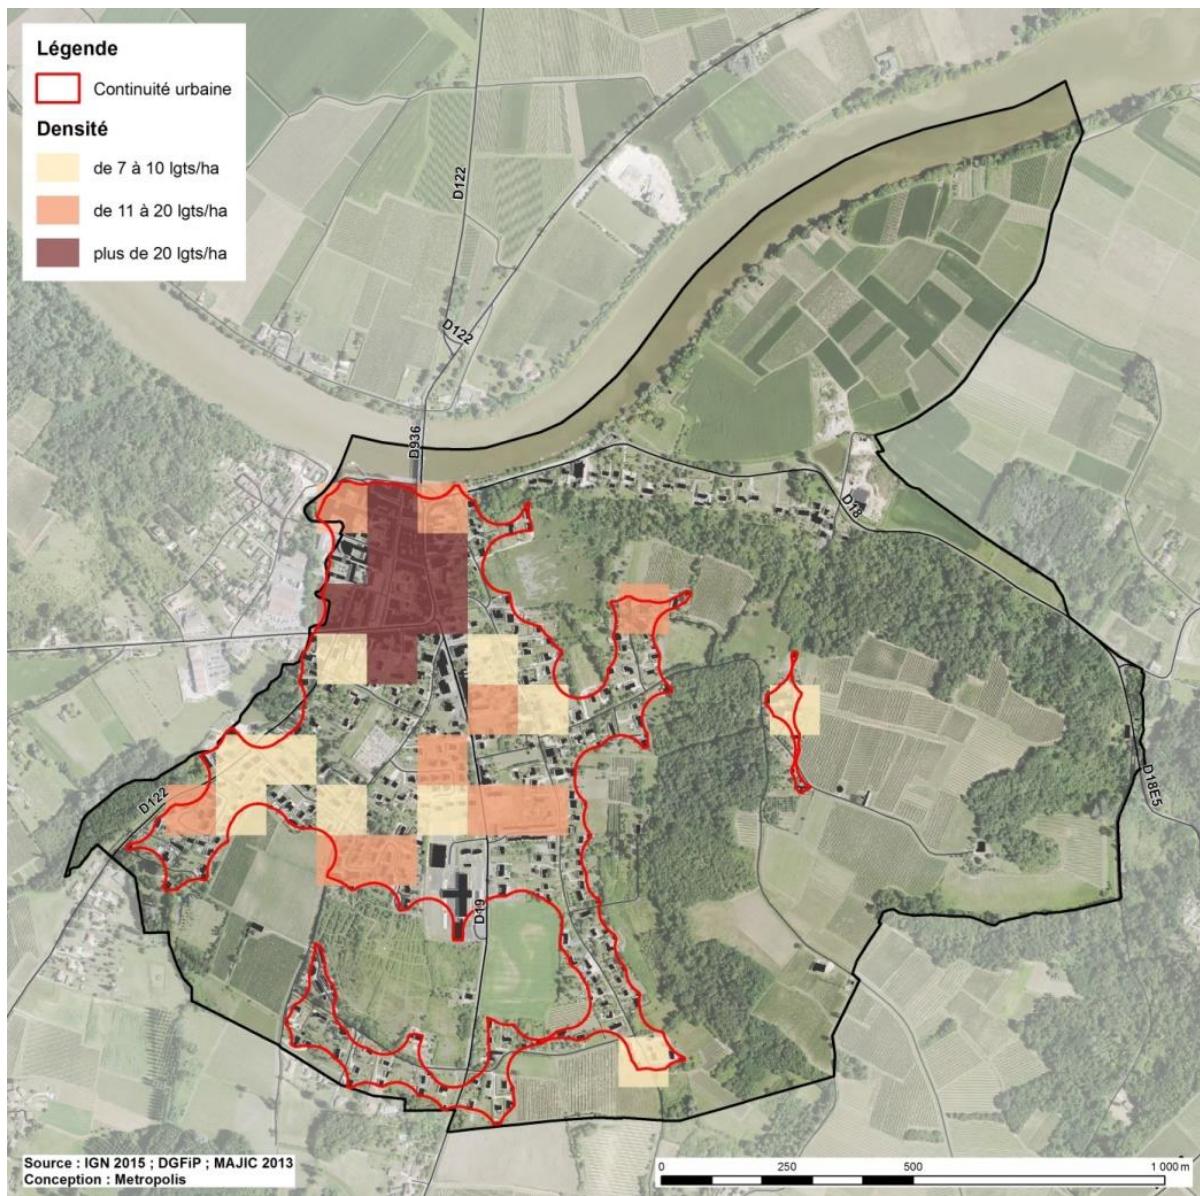 Légende
Continuité urbaine
Densité
de 7 à 10 lgts/ha
de 11 à 20 lgts/ha
plus de 20 lgts/ha
D122
D122
D936
D18
D122
D18E5
D19
Source : IGN 2015 ; DGFiP ; MAJIC 2013
Conception : Metropolis
0 250 500 1 000 m